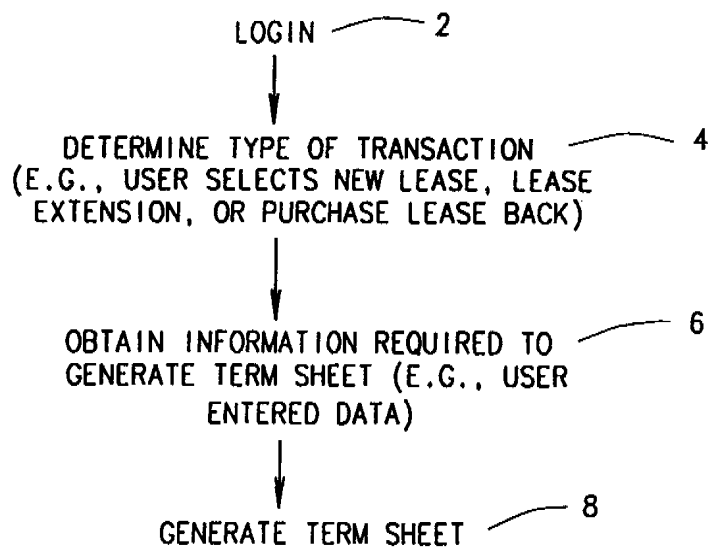 LOGIN 2
DETERMINE TYPE OF TRANSACTION 4
(E.G., USER SELECTS NEW LEASE, LEASE
EXTENSION, OR PURCHASE LEASE BACK)
OBTAIN INFORMATION REQUIRED TO 6
GENERATE TERM SHEET (E.G., USER
ENTERED DATA)
GENERATE TERM SHEET 8